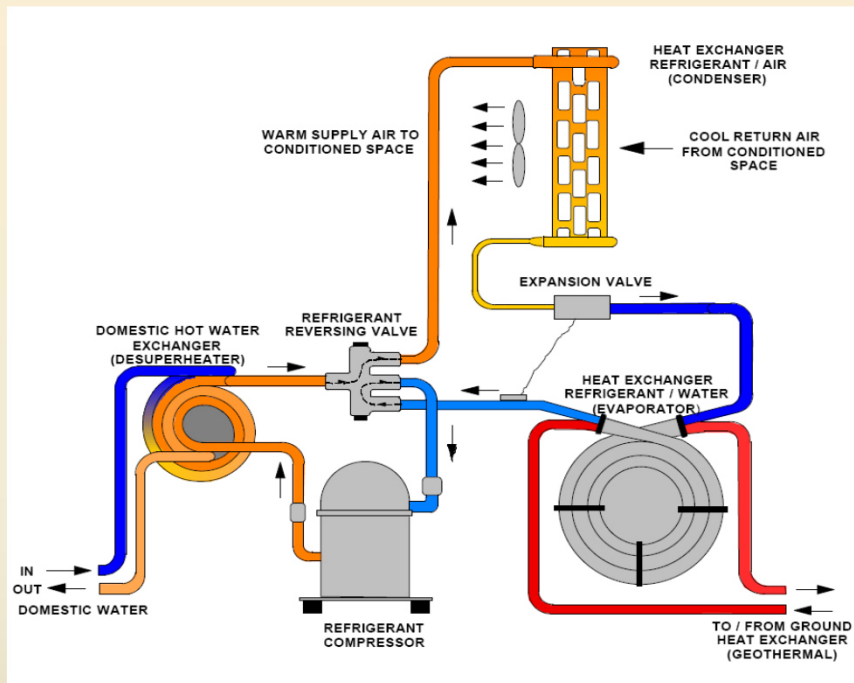 HEAT EXCHANGER
REFRIGERANT / AIR
(CONDENSER)
WARM SUPPLY AIR TO
CONDITIONED SPACE
COOL RETURN AIR
FROM CONDITIONED
SPACE
EXPANSION VALVE
REFRIGERANT
REVERSING VALVE
DOMESTIC HOT WATER
EXCHANGER
(DESUPERHEATER)
HEAT EXCHANGER
REFRIGERANT / WATER
(EVAPORATOR)
IN
OUT
DOMESTIC WATER
REFRIGERANT
COMPRESSOR
TO / FROM GROUND
HEAT EXCHANGER
(GEOTHERMAL)